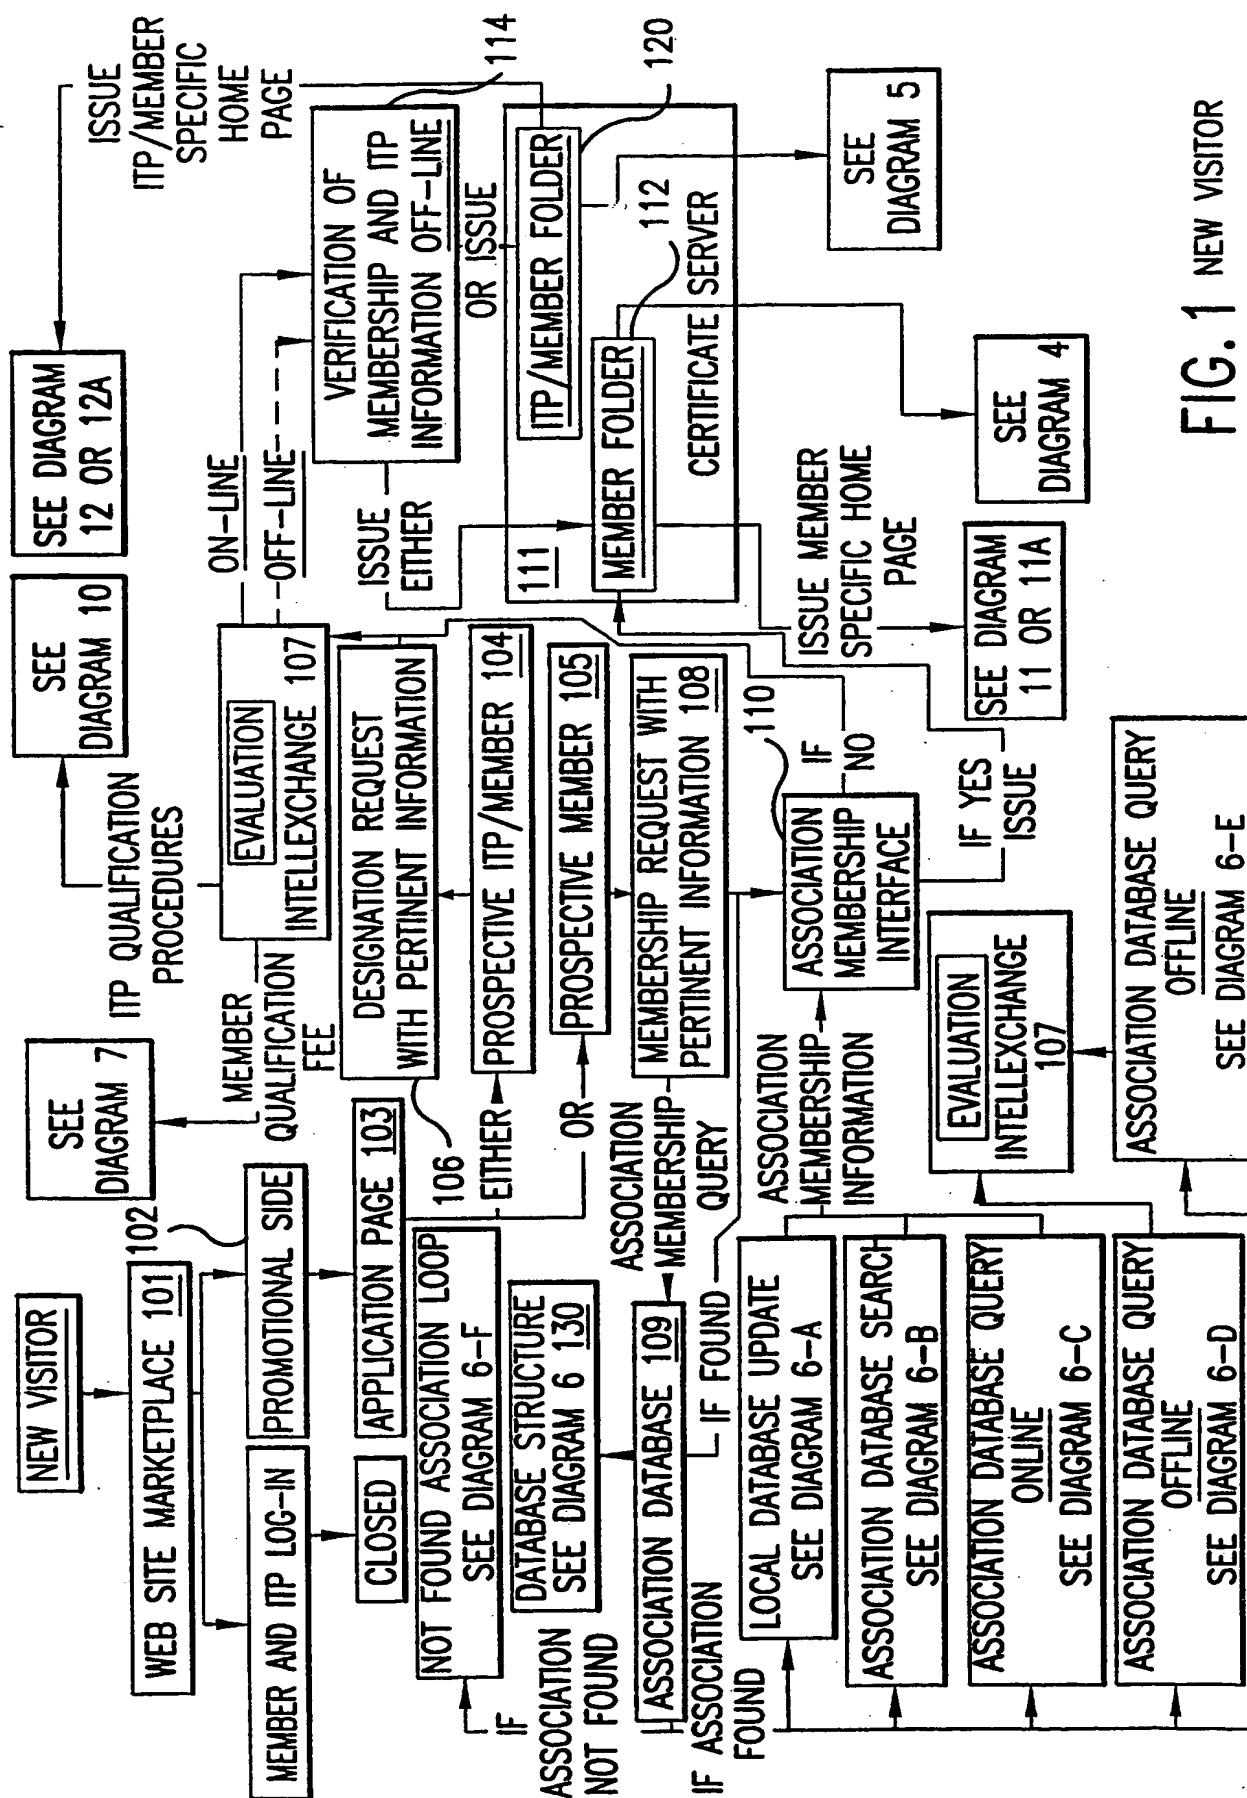 NEW VISITOR
WEB SITE MARKETPLACE 101
MEMBER AND ITP LOG-IN
PROMOTIONAL SIDE
102
CLOSED
APPLICATION PAGE 103
NOT FOUND ASSOCIATION LOOP
SEE DIAGRAM 6-F
EITHER
OR
106
DATABASE STRUCTURE
SEE DIAGRAM 6 130
IF
ASSOCIATION
NOT FOUND
ASSOCIATION DATABASE 109
ASSOCIATION
MEMBERSHIP
QUERY
IF FOUND
IF ASSOCIATION
FOUND
LOCAL DATABASE UPDATE
SEE DIAGRAM 6-A
ASSOCIATION DATABASE SEARCH
SEE DIAGRAM 6-B
ASSOCIATION DATABASE QUERY
ONLINE
SEE DIAGRAM 6-C
ASSOCIATION DATABASE QUERY
OFFLINE
SEE DIAGRAM 6-D
ASSOCIATION
MEMBERSHIP
INFORMATION
SEE
DIAGRAM 7
MEMBER
QUALIFICATION
FEE
ITP QUALIFICATION
PROCEDURES
SEE
DIAGRAM 10
EVALUATION
INTELLEXCHANGE 107
DESIGNATION REQUEST
WITH PERTINENT INFORMATION
PROSPECTIVE ITP/MEMBER 104
PROSPECTIVE MEMBER 105
MEMBERSHIP REQUEST WITH
PERTINENT INFORMATION 108
110
ASSOCIATION
MEMBERSHIP
INTERFACE
IF
NO
IF YES
ISSUE
EVALUATION
INTELLEXCHANGE
107
ASSOCIATION DATABASE QUERY
OFFLINE
SEE DIAGRAM 6-E
SEE DIAGRAM
12 OR 12A
ISSUE
ITP/MEMBER
SPECIFIC
HOME
PAGE
ON-LINE
OFF-LINE
VERIFICATION OF
MEMBERSHIP AND ITP
INFORMATION OFF-LINE
114
ISSUE
EITHER
OR ISSUE
111
ITP/MEMBER FOLDER
120
MEMBER FOLDER
112
CERTIFICATE SERVER
ISSUE MEMBER
SPECIFIC HOME
PAGE
SEE DIAGRAM
11 OR 11A
SEE
DIAGRAM 4
SEE
DIAGRAM 5
FIG. 1 NEW VISITOR